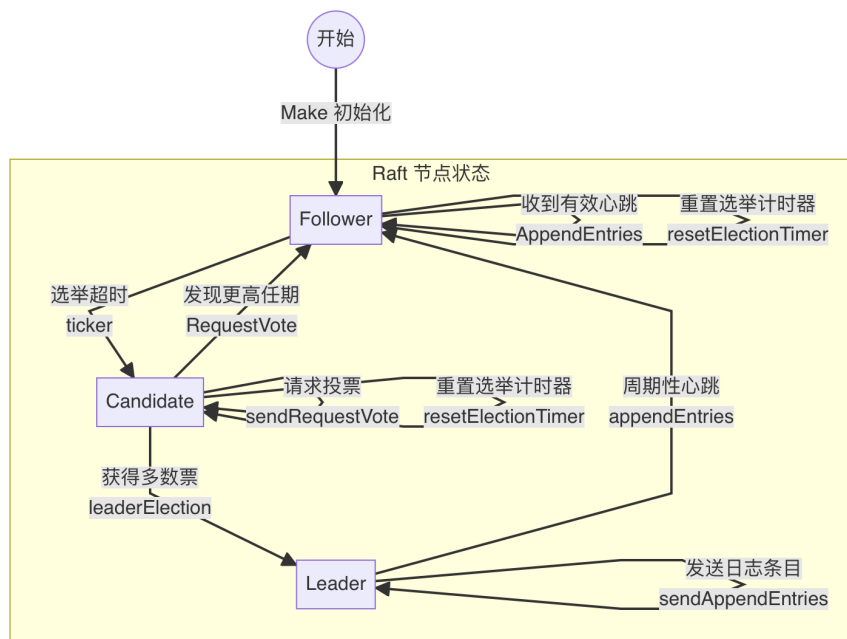 开始
Make 初始化
Raft 节点状态
Follower
收到有效心跳
AppendEntries
重置选举计时器
resetElectionTimer
选举超时
ticker
发现更高任期
RequestVote
Candidate
请求投票
sendRequestVote
重置选举计时器
resetElectionTimer
周期性心跳
appendEntries
获得多数票
leaderElection
Leader
发送日志条目
sendAppendEntries